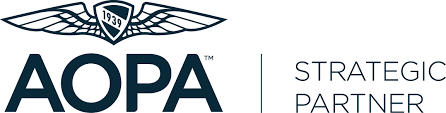 1939
AOPA™
STRATEGIC
PARTNER